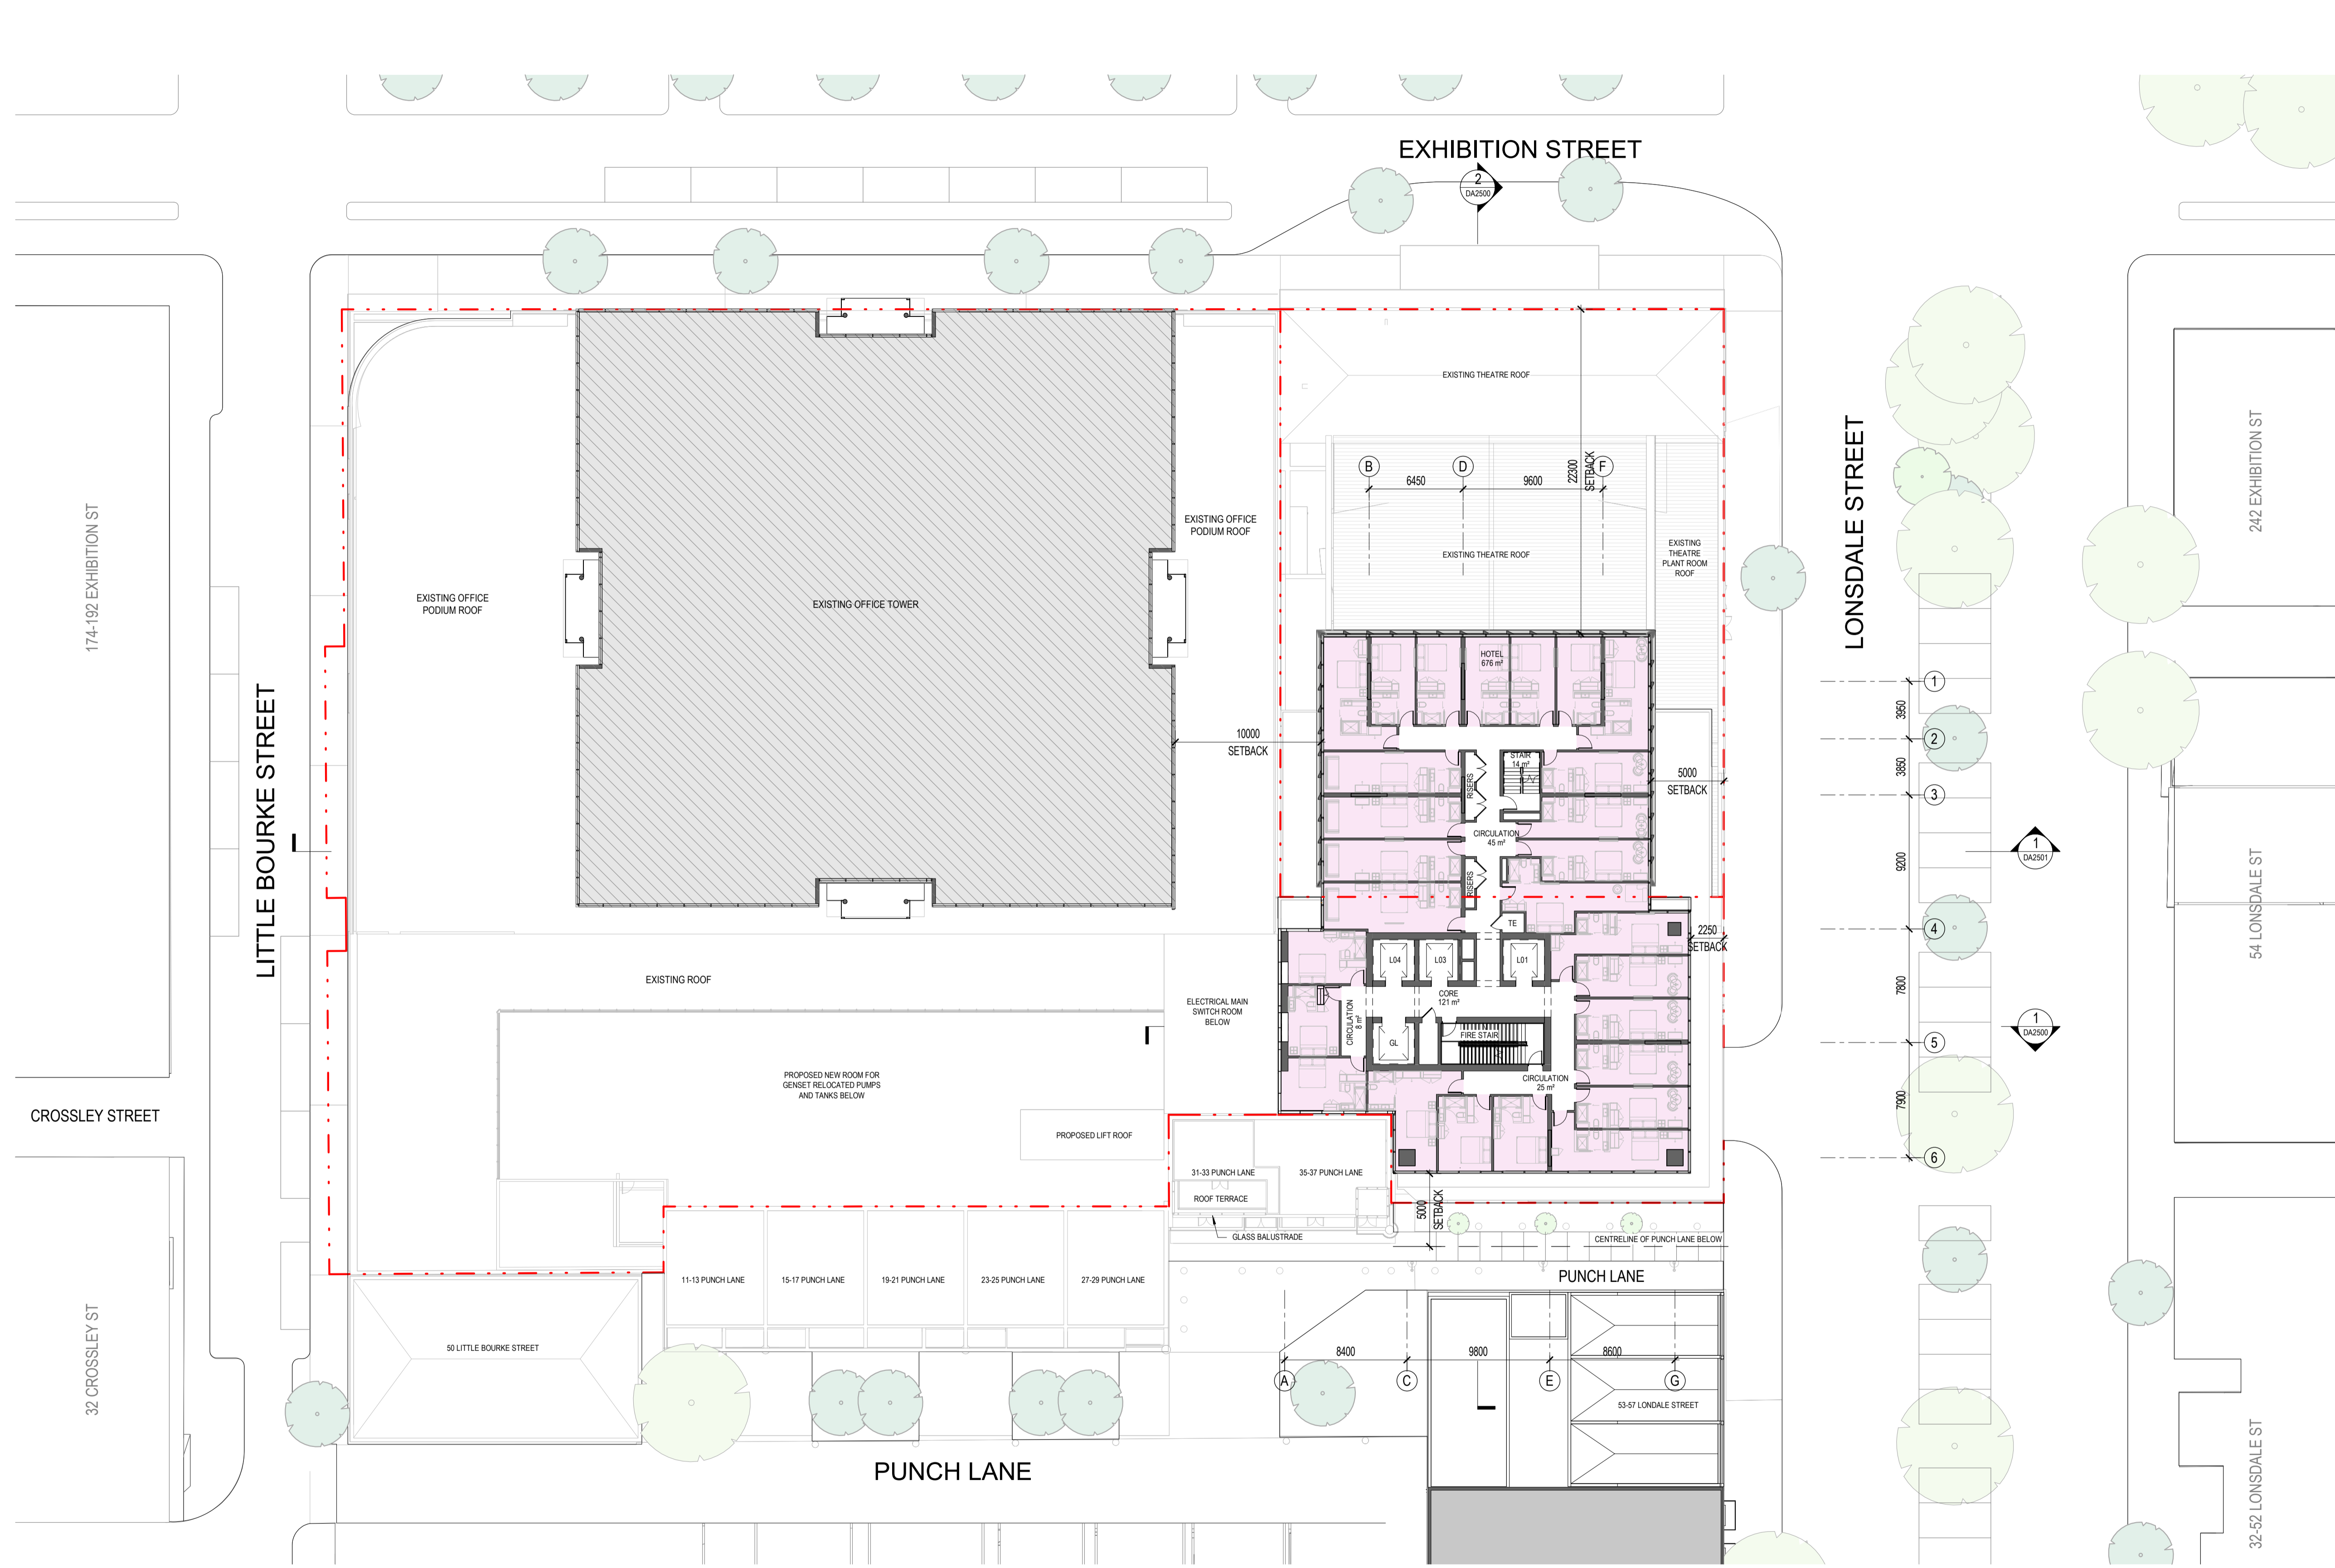 EXHIBITION STREET
2
DA2500
EXISTING THEATRE ROOF
B
D
F
6450
9600
22300
SETBACK
EXISTING OFFICE
PODIUM ROOF
EXISTING THEATRE ROOF
EXISTING
THEATRE
PLANT ROOM
ROOF
LONSDALE STREET
242 EXHIBITION ST
174-192 EXHIBITION ST
EXISTING OFFICE
PODIUM ROOF
EXISTING OFFICE TOWER
HOTEL
676 m²
1
3950
10000
SETBACK
2
STAIR
14 m²
RISERS
5000
SETBACK
3850
3
LITTLE BOURKE STREET
CIRCULATION
45 m²
9200
1
DA2501
RISERS
TE
4
2250
SETBACK
54 LONSDALE ST
L04
L03
L01
EXISTING ROOF
7800
CORE
121 m²
ELECTRICAL MAIN
SWITCH ROOM
BELOW
CIRCULATION
8 m²
1
DA2500
FIRE STAIR
GL
5
PROPOSED NEW ROOM FOR
GENSET RELOCATED PUMPS
AND TANKS BELOW
CIRCULATION
25 m²
7900
CROSSLEY STREET
PROPOSED LIFT ROOF
6
31-33 PUNCH LANE
35-37 PUNCH LANE
ROOF TERRACE
5000
SETBACK
GLASS BALUSTRADE
CENTRELINE OF PUNCH LANE BELOW
11-13 PUNCH LANE
15-17 PUNCH LANE
19-21 PUNCH LANE
23-25 PUNCH LANE
27-29 PUNCH LANE
PUNCH LANE
32 CROSSLEY ST
50 LITTLE BOURKE STREET
8400
9800
8600
A
C
E
G
53-57 LONDALE STREET
PUNCH LANE
32-52 LONSDALE ST